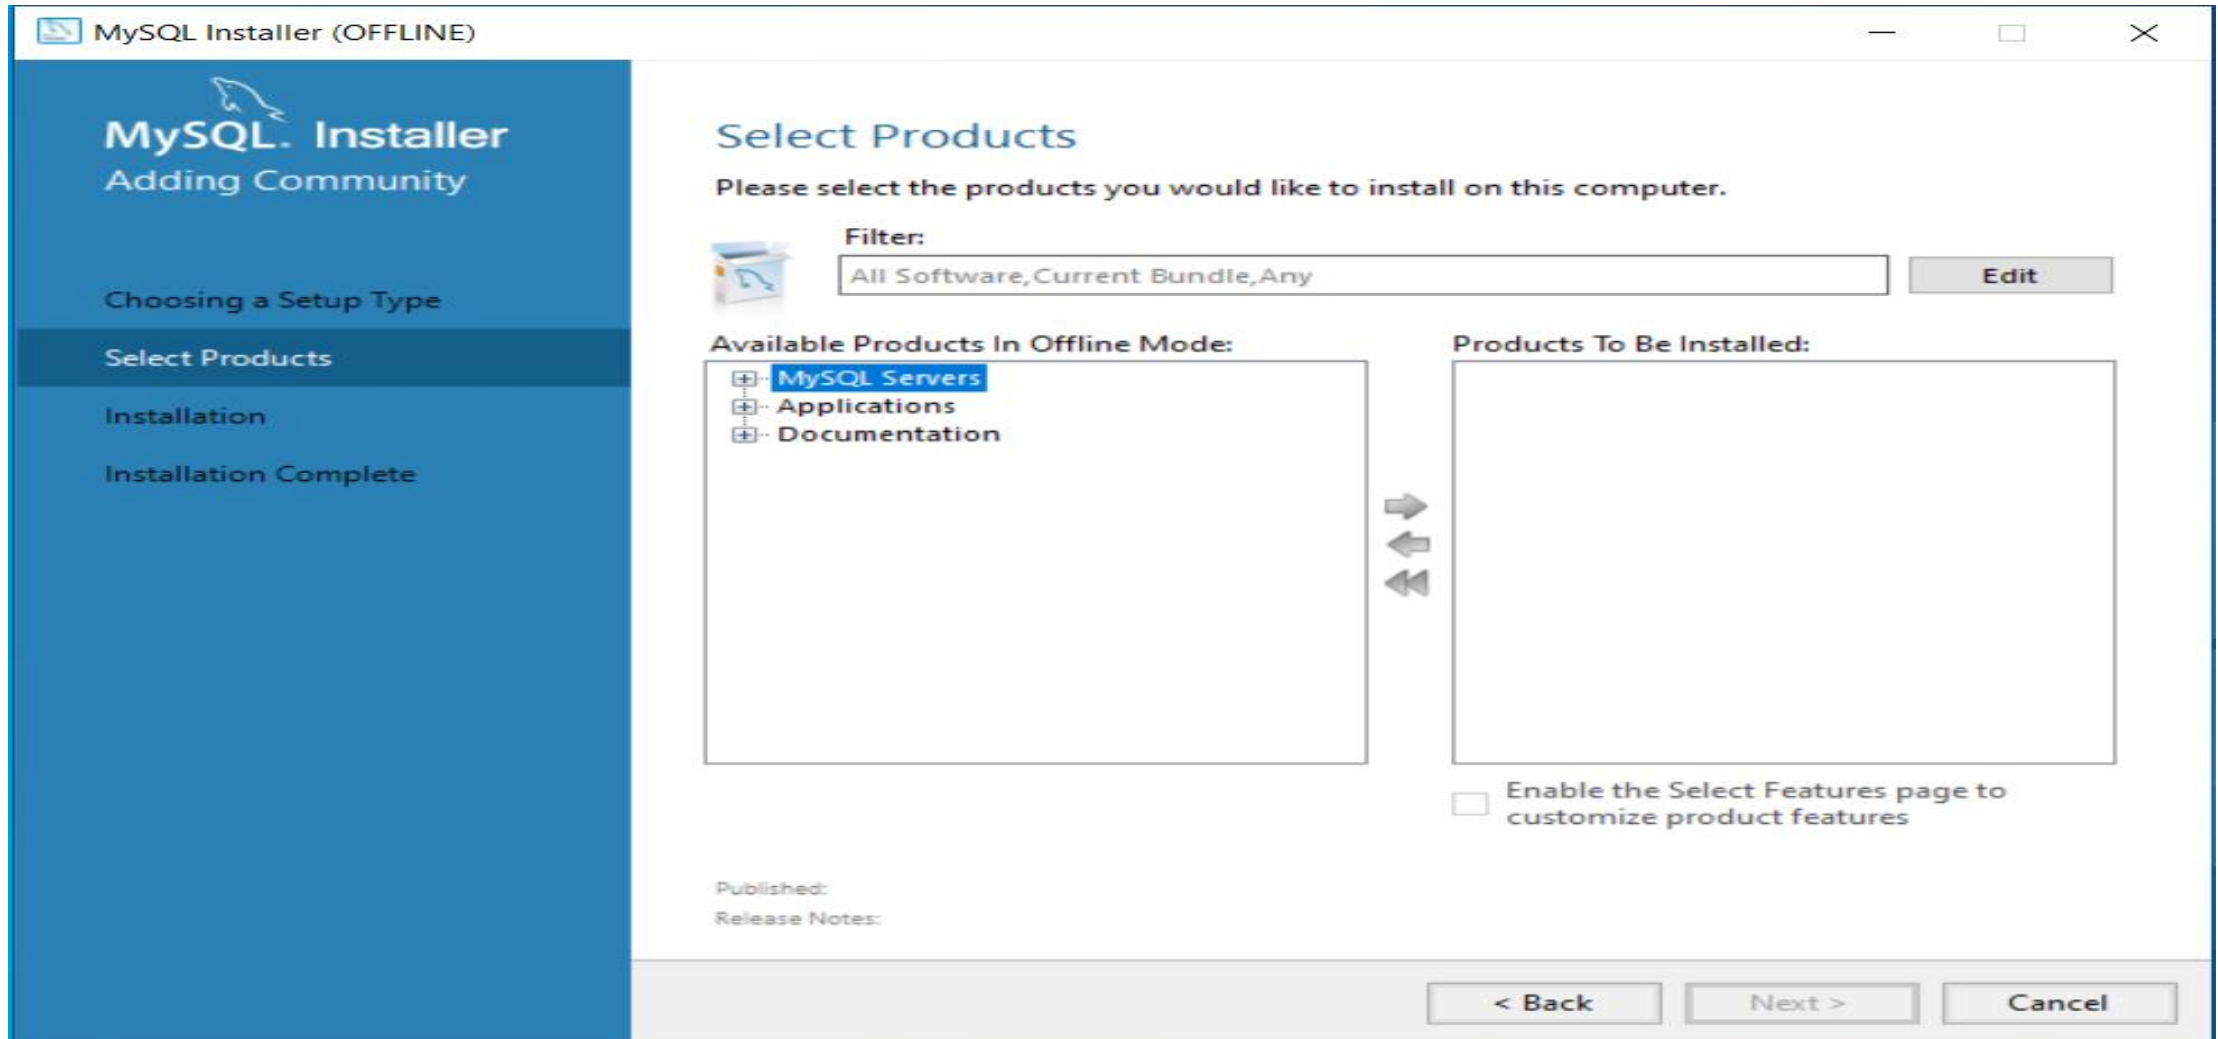 MySQL Installer (OFFLINE)
MySQL. Installer
Adding Community
Choosing a Setup Type
Select Products
Installation
Installation Complete
Select Products
Please select the products you would like to install on this computer.
Filter:
All Software,Current Bundle,Any
Edit
Available Products In Offline Mode:
MySQL Servers
Applications
Documentation
Products To Be Installed:
Enable the Select Features page to
customize product features
Published:
Release Notes:
< Back
Next >
Cancel